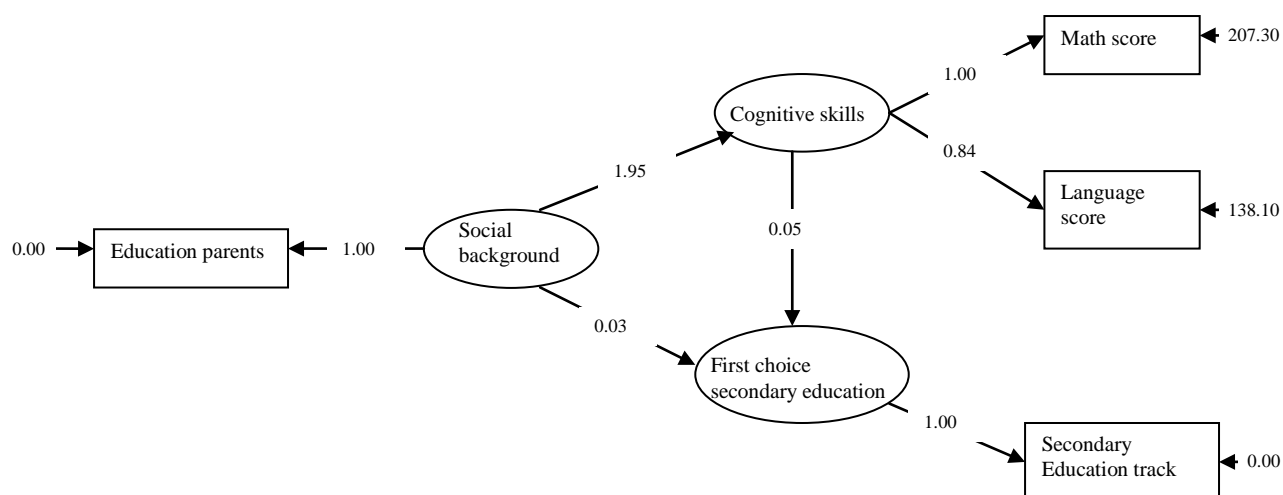 Math score
207.30
1.00
Cognitive skills
0.84
1.95
Language
score
138.10
Social
background
0.05
0.00
Education parents
1.00
0.03
First choice
secondary education
1.00
Secondary
Education track
0.00